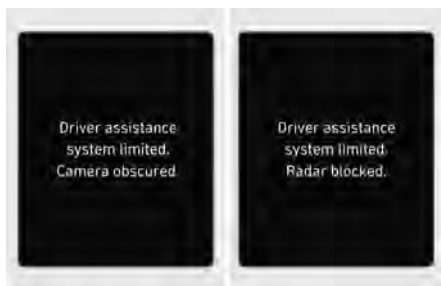 Driver assistance
system limited.
Camera obscured.
Driver assistance
system limited.
Radar blocked.